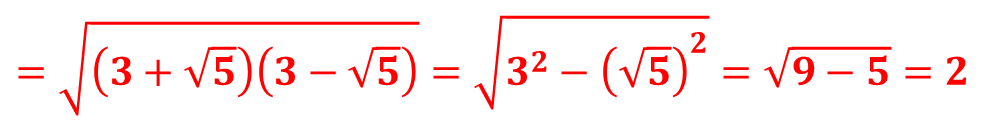 = √((3 + √5)(3 − √5)) = √(3² − (√5)²) = √(9 − 5) = 2